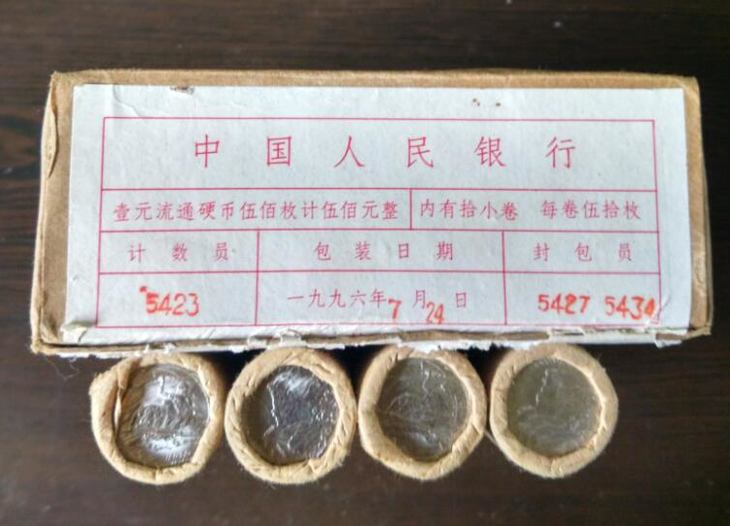 中国人民银行
壹元流通硬币伍佰枚计伍佰元整 内有拾小卷 每卷伍拾枚
计数员 包装日期 封包员
5423 一九九六年7月24日 5427 5434